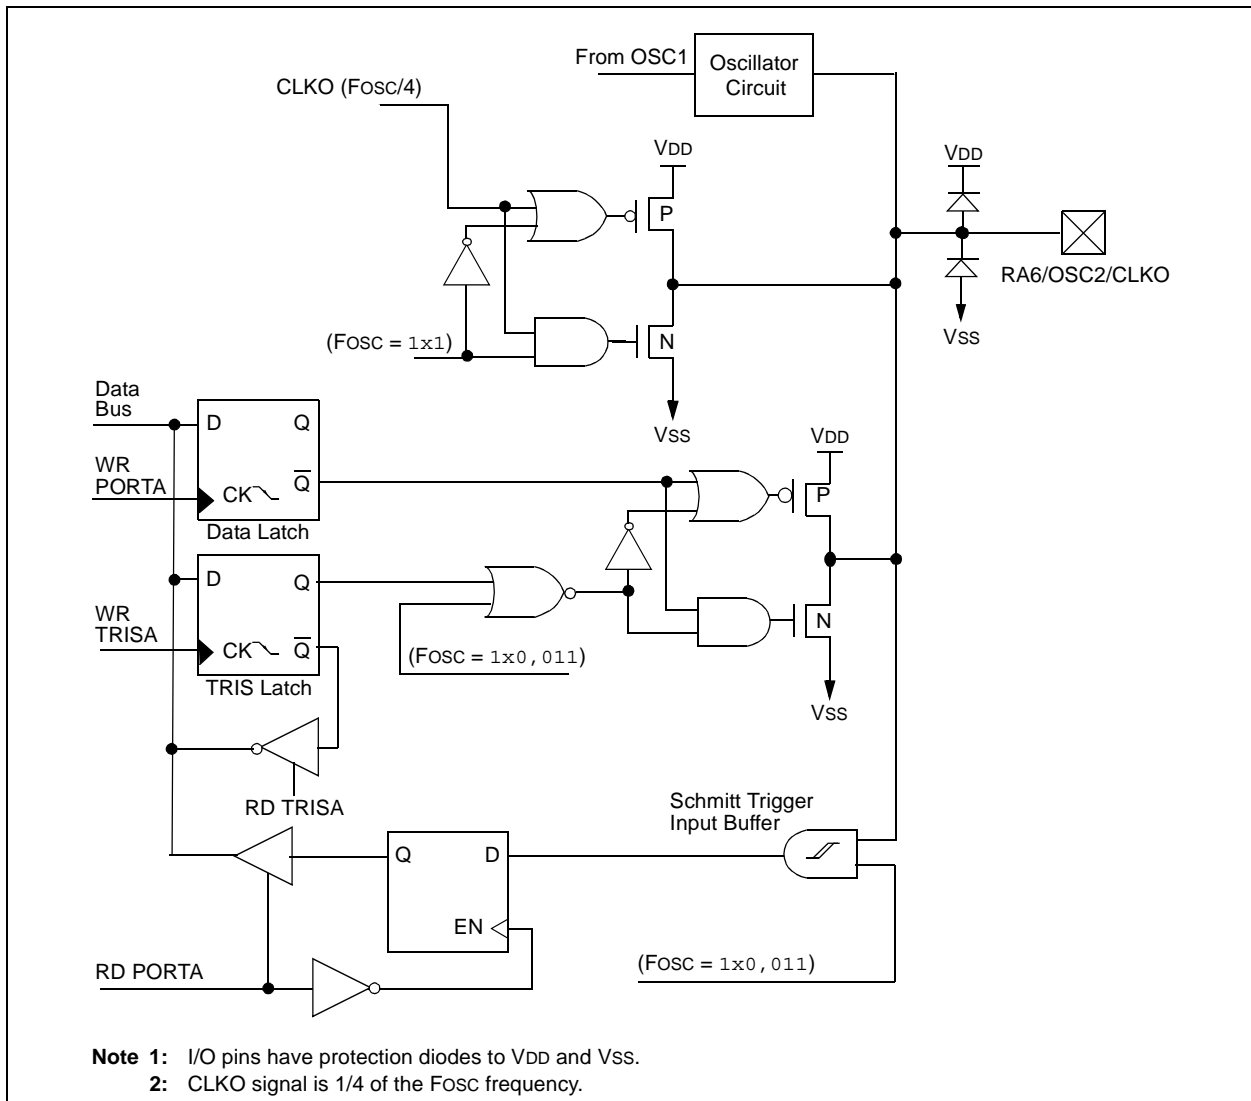 From OSC1
Oscillator
Circuit
CLKO (FOSC/4)
VDD
P
VDD
RA6/OSC2/CLKO
VSS
N
(FOSC = 1x1)
VSS
Data
Bus
D
Q
WR
PORTA
CK
Q
Data Latch
VDD
P
D
Q
WR
TRISA
CK
Q
TRIS Latch
(FOSC = 1x0,011)
N
VSS
RD TRISA
Schmitt Trigger
Input Buffer
Q
D
EN
RD PORTA
(FOSC = 1x0,011)
Note 1: I/O pins have protection diodes to VDD and VSS.
2: CLKO signal is 1/4 of the FOSC frequency.